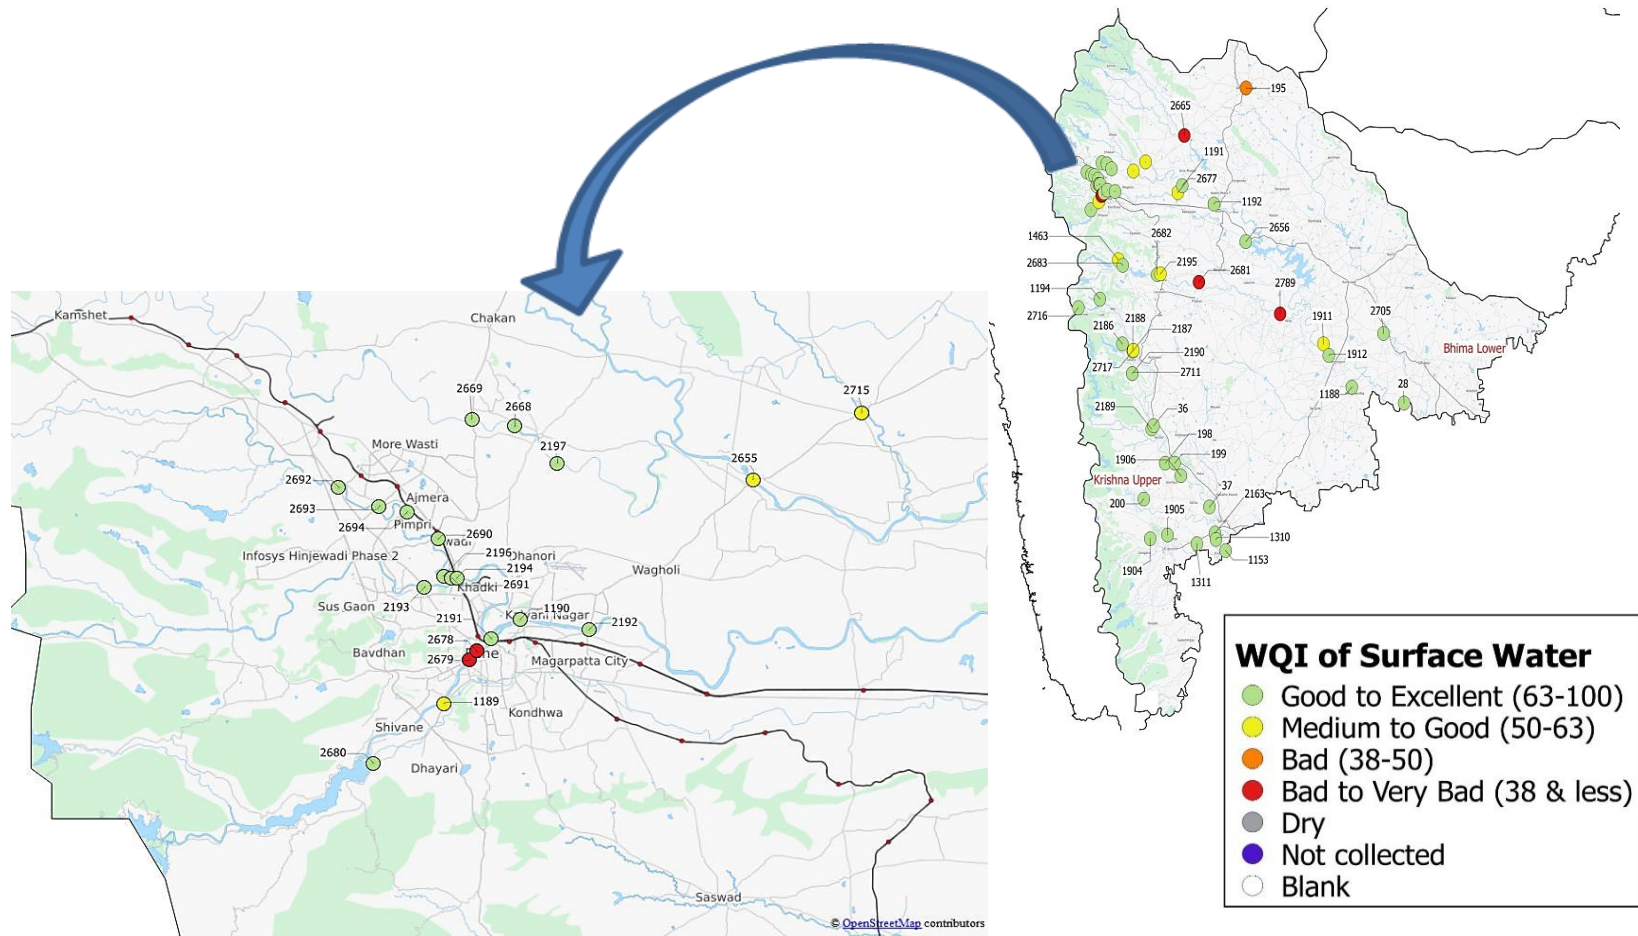 195
2665
1191
2677
1192
2656
1463
2682
2683
2195
2681
1194
2789
2716
2188
1911
2705
2186
2187
2190
Bhima Lower
1912
2717
2711
1188
28
2189
36
198
1906
199
Krishna Upper
37
2163
200
1905
1310
1153
1904
1311
Kamshet
Chakan
2669
2668
2715
More Wasti
2197
2655
2692
Ajmera
2693
Pimpri
2694
2690
Infosys Hinjewadi Phase 2
2196
2194
Wagholi
Khadki
2691
Sus Gaon
2193
1190
2191
2192
2678
Bavdhan
2679
Magarpatta City
1189
Kondhwa
Shivane
2680
Dhayari
Saswad
© OpenStreetMap contributors
WQI of Surface Water
Good to Excellent (63-100)
Medium to Good (50-63)
Bad (38-50)
Bad to Very Bad (38 & less)
Dry
Not collected
Blank